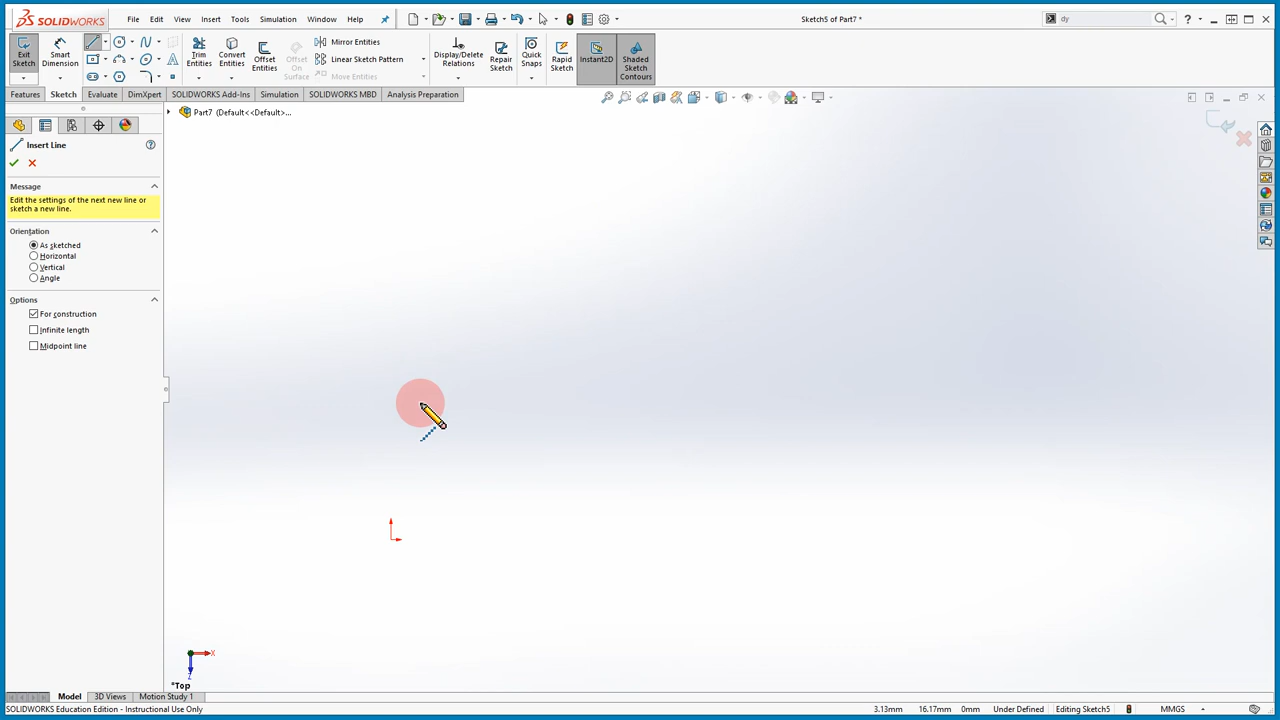 SOLIDWORKS File Edit View Insert Tools Simulation Window Help Sketch5 of Part7 * dy
Exit Sketch Smart Dimension Trim Entities Convert Entities Offset Entities Offset On Surface Mirror Entities Linear Sketch Pattern Move Entities Display/Delete Relations Repair Sketch Quick Snaps Rapid Sketch Instant2D Shaded Sketch Contours
Features Sketch Evaluate DimXpert SOLIDWORKS Add-Ins Simulation SOLIDWORKS MBD Analysis Preparation
Part7 (Default<<Default>...
Insert Line
Message
Edit the settings of the next new line or
sketch a new line.
Orientation
As sketched
Horizontal
Vertical
Angle
Options
For construction
Infinite length
Midpoint line
X
Z
*Top
Model 3D Views Motion Study 1
SOLIDWORKS Education Edition - Instructional Use Only 3.13mm 16.17mm 0mm Under Defined Editing Sketch5 MMGS